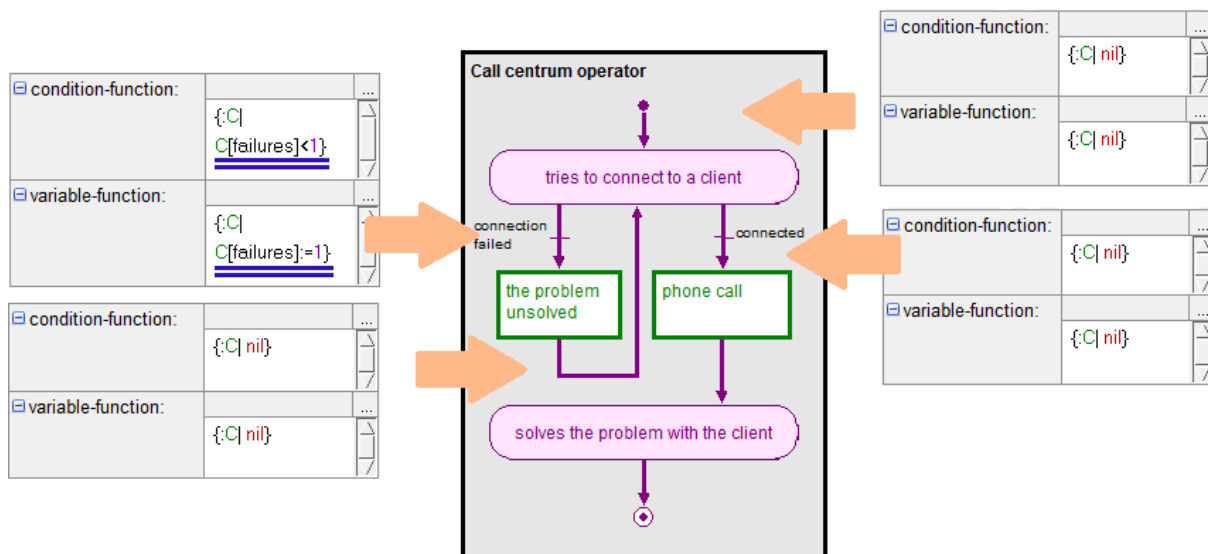 condition-function:
...
{:C|
C[failures]<1}
variable-function:
...
{:C|
C[failures]:=1}
condition-function:
...
{:C| nil}
variable-function:
...
{:C| nil}
Call centrum operator
tries to connect to a client
connection
failed
connected
the problem
unsolved
phone call
solves the problem with the client
condition-function:
...
{:C| nil}
variable-function:
...
{:C| nil}
condition-function:
...
{:C| nil}
variable-function:
...
{:C| nil}